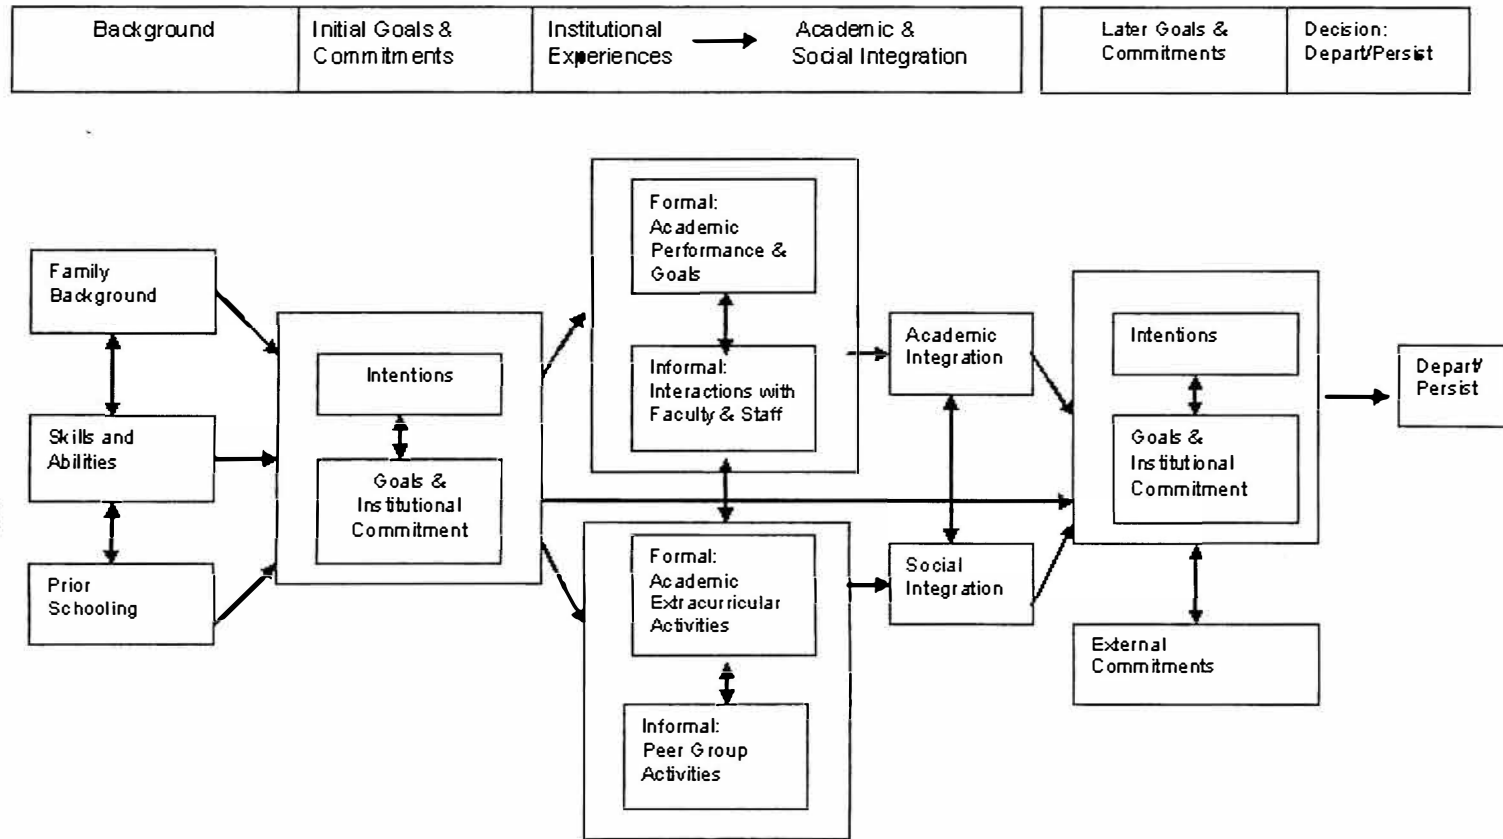 Background
Initial Goals &
Commitments
Institutional
Experiences
Academic &
Social Integration
Later Goals &
Commitments
Decision:
Depart/Persist
Family
Background
Skills and
Abilities
Prior
Schooling
Intentions
Goals &
Institutional
Commitment
Formal:
Academic
Performance &
Goals
Informal:
Interactions with
Faculty & Staff
Formal:
Academic
Extracurricular
Activities
Informal:
Peer Group
Activities
Academic
Integration
Social
Integration
Intentions
Goals &
Institutional
Commitment
External
Commitments
Depart/
Persist